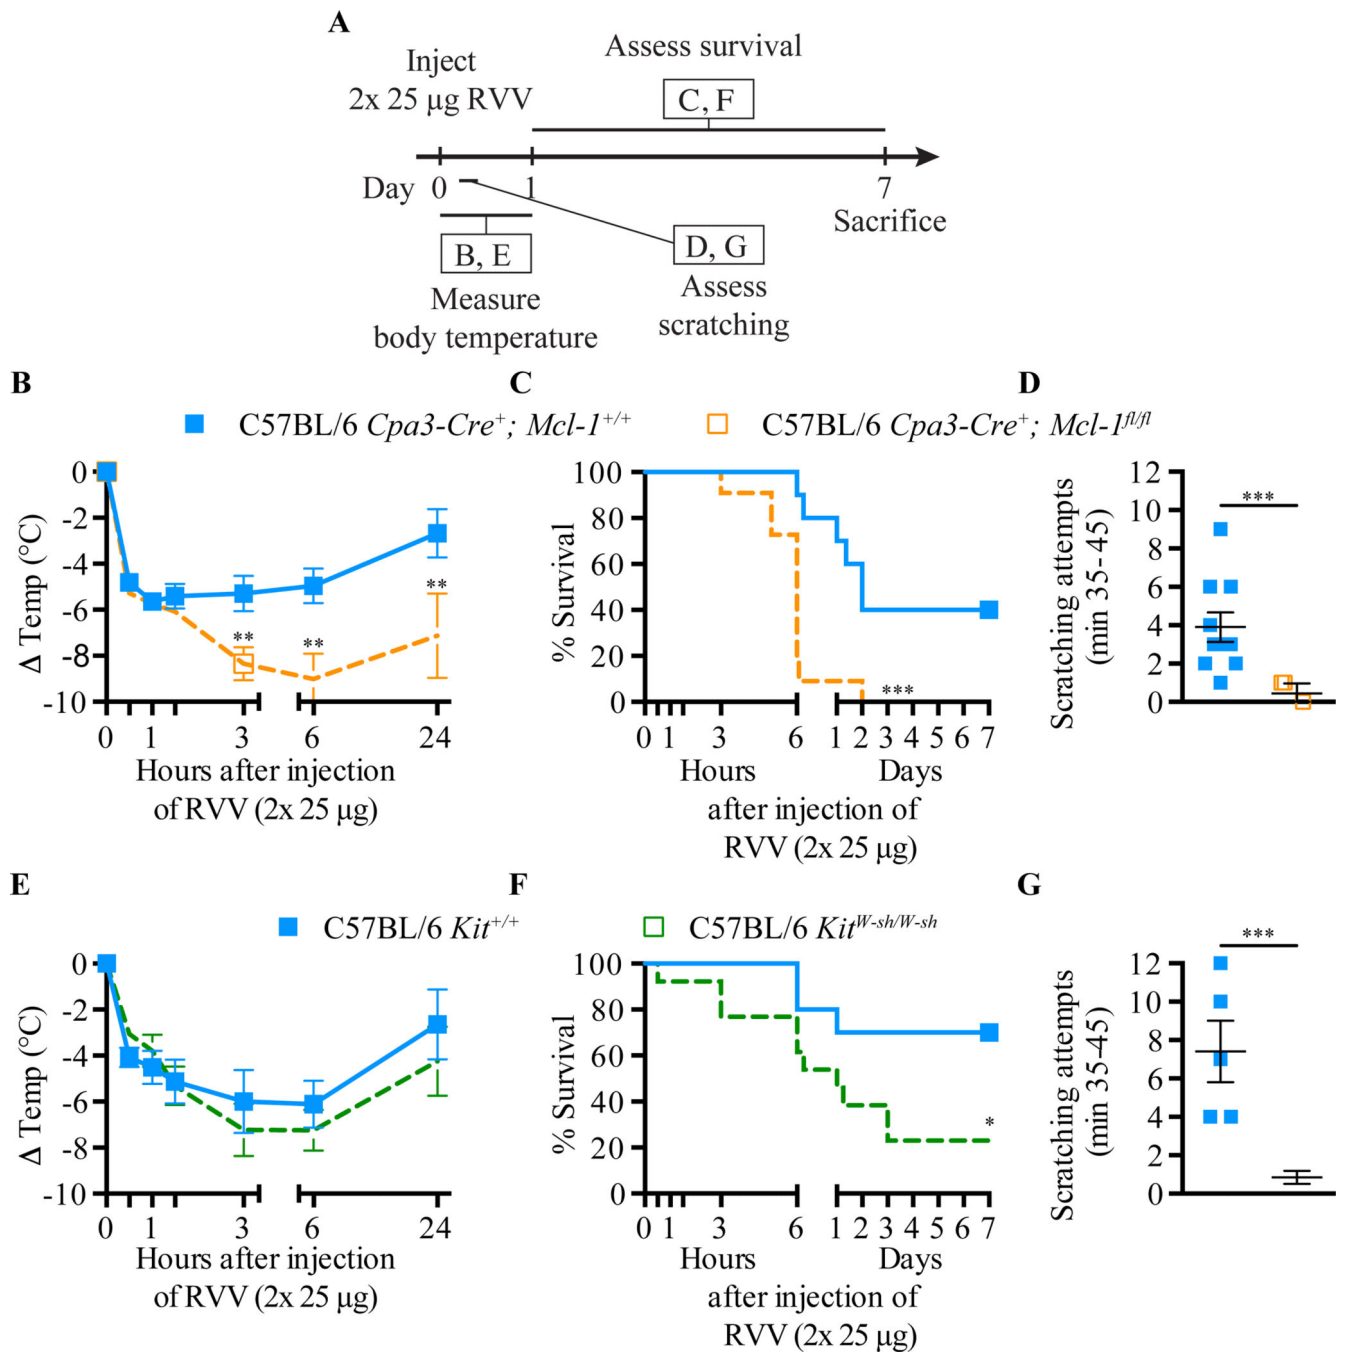 A
Inject
2x 25 µg RVV
Assess survival
C, F
Day 0 1 7
Sacrifice
B, E
D, G
Measure
body temperature
Assess
scratching
B C D
C57BL/6 Cpa3-Cre+; Mcl-1+/+
C57BL/6 Cpa3-Cre+; Mcl-1fl/fl
Δ Temp (°C)
0
-2
-4
-6
-8
-10
**
**
**
0 1 3 6 24
Hours after injection
of RVV (2x 25 µg)
% Survival
100
80
60
40
20
0
***
0 1 3 6 1 2 3 4 5 6 7
Hours Days
after injection of
RVV (2x 25 µg)
Scratching attempts
(min 35-45)
12
10
8
6
4
2
0
***
E F G
C57BL/6 Kit+/+
C57BL/6 KitW-sh/W-sh
Δ Temp (°C)
0
-2
-4
-6
-8
-10
0 1 3 6 24
Hours after injection
of RVV (2x 25 µg)
% Survival
100
80
60
40
20
0
*
0 1 3 6 1 2 3 4 5 6 7
Hours Days
after injection of
RVV (2x 25 µg)
Scratching attempts
(min 35-45)
12
10
8
6
4
2
0
***